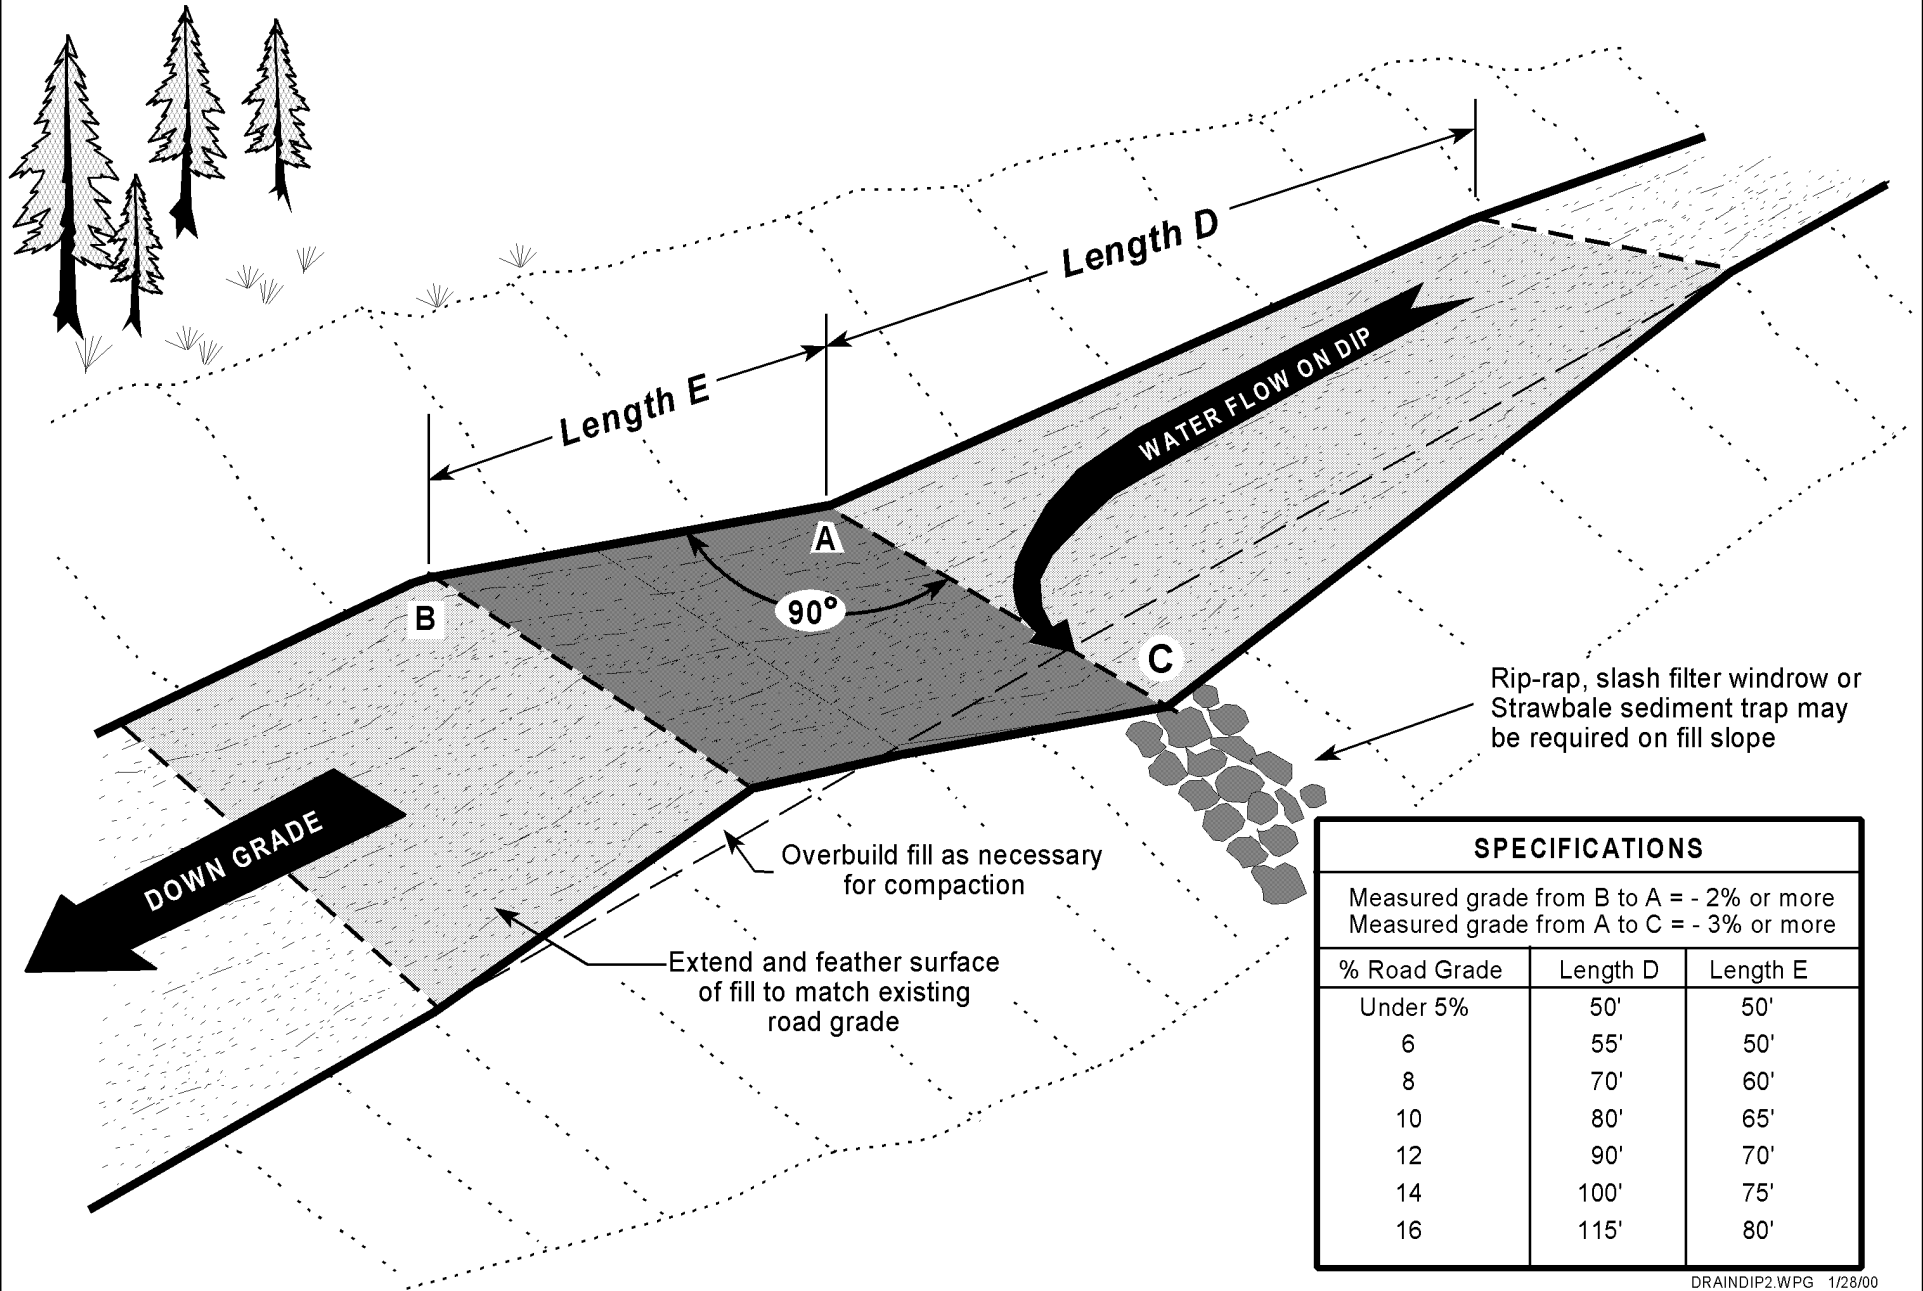 Length D
Length E
WATER FLOW ON DIP
A
B
90°
C
Rip-rap, slash filter windrow or
Strawbale sediment trap may
be required on fill slope
DOWN GRADE
Overbuild fill as necessary
for compaction
Extend and feather surface
of fill to match existing
road grade
SPECIFICATIONS
Measured grade from B to A = - 2% or more
Measured grade from A to C = - 3% or more
% Road Grade Length D Length E
Under 5% 50' 50'
6 55' 50'
8 70' 60'
10 80' 65'
12 90' 70'
14 100' 75'
16 115' 80'
DRAINDIP2.WPG 1/28/00